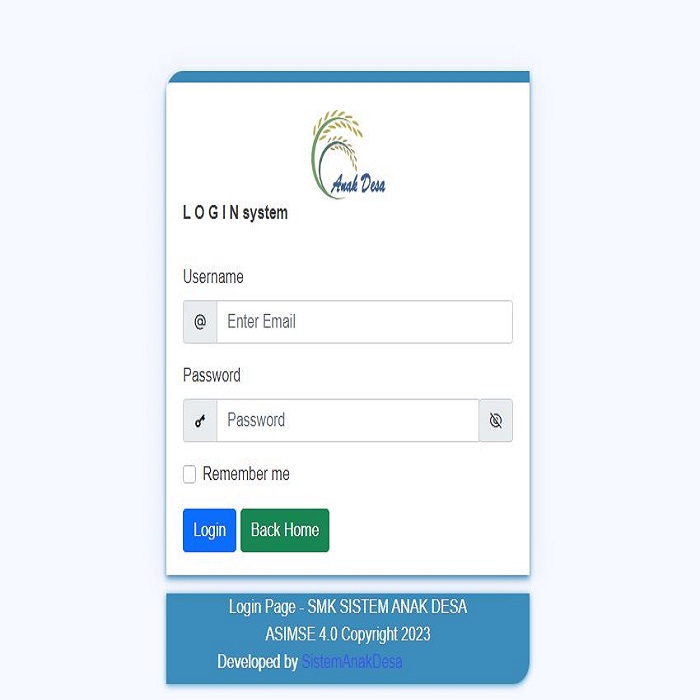 Anak Desa
L O G I N system
Username
@ Enter Email
Password
Password
Remember me
Login Back Home
Login Page - SMK SISTEM ANAK DESA
ASIMSE 4.0 Copyright 2023
Developed by SistemAnakDesa